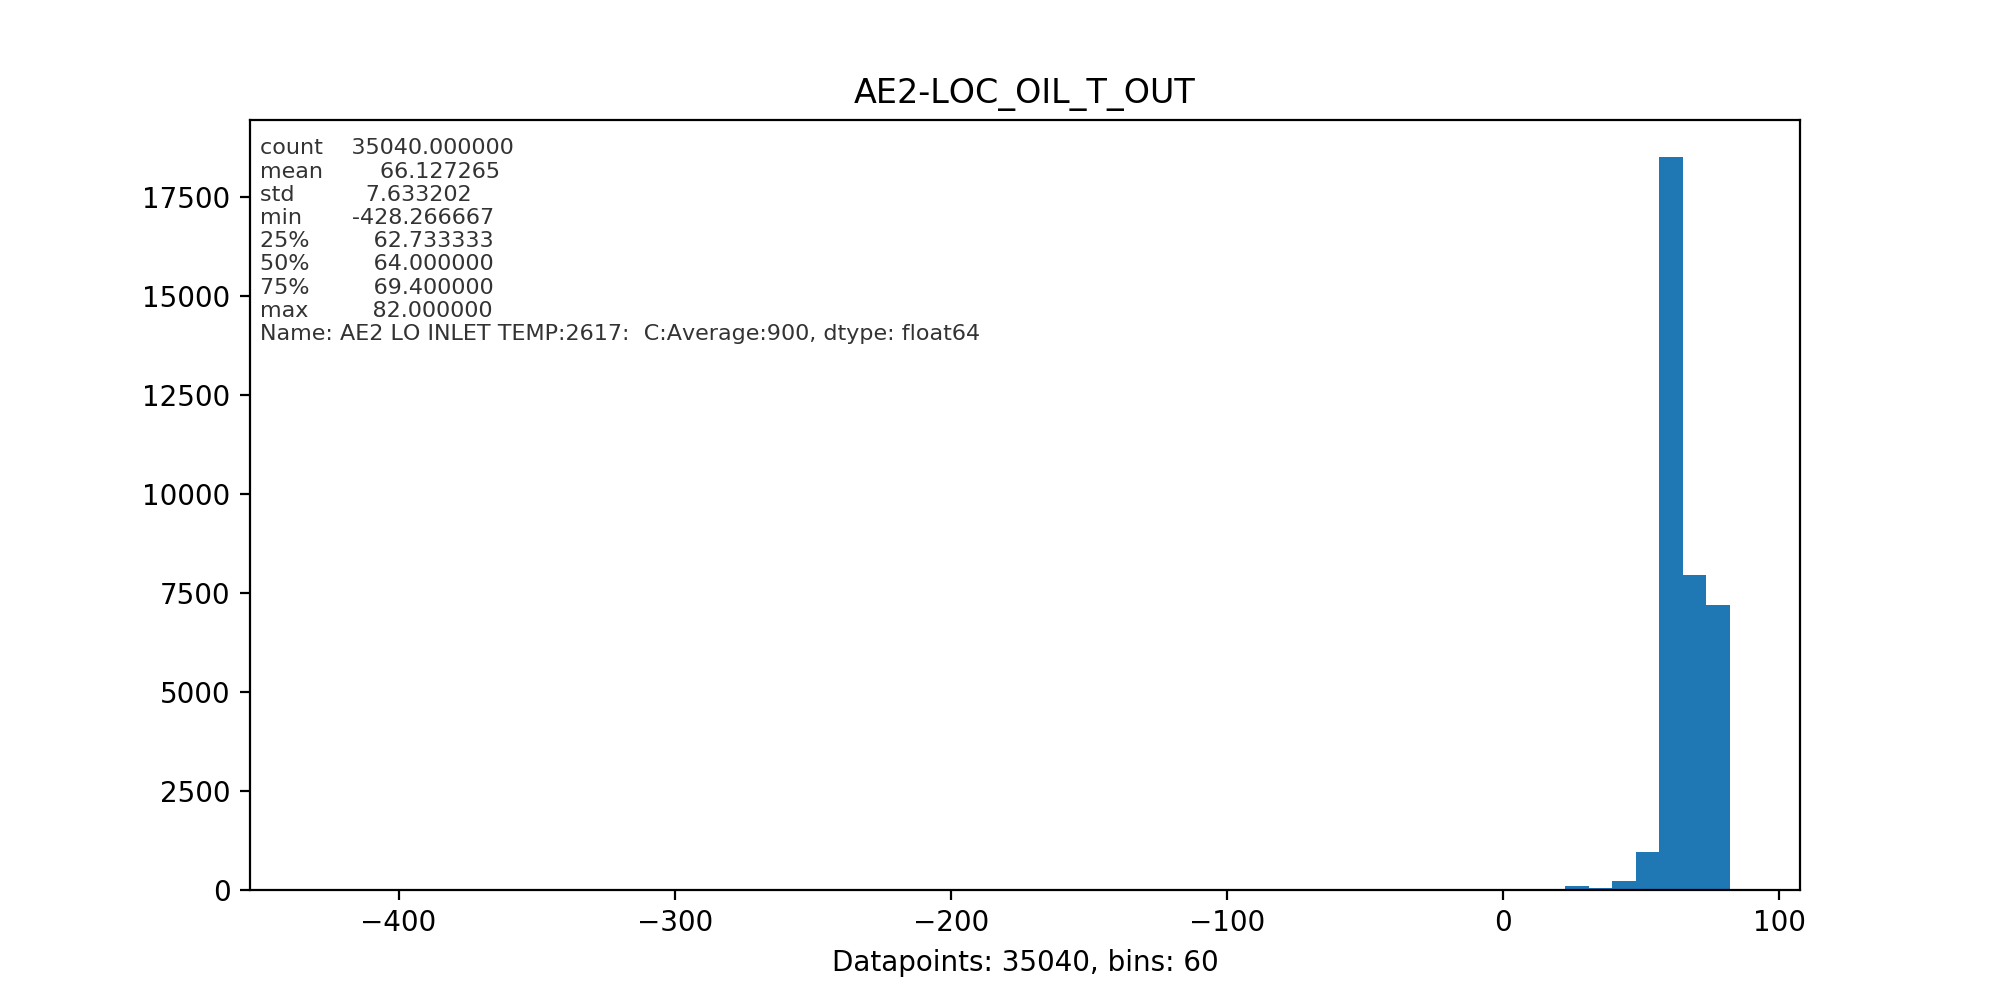 AE2-LOC_OIL_T_OUT
count 35040.000000
mean 66.127265
std 7.633202
min -428.266667
25% 62.733333
50% 64.000000
75% 69.400000
max 82.000000
Name: AE2 LO INLET TEMP:2617:  C:Average:900, dtype: float64
17500
15000
12500
10000
7500
5000
2500
0
−400 −300 −200 −100 0 100
Datapoints: 35040, bins: 60